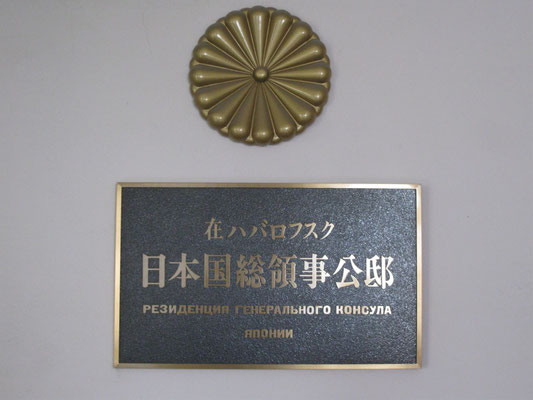 在ハバロフスク
日本国総領事公邸
РЕЗИДЕНЦИЯ ГЕНЕРАЛЬНОГО КОНСУЛА
ЯПОНИИ